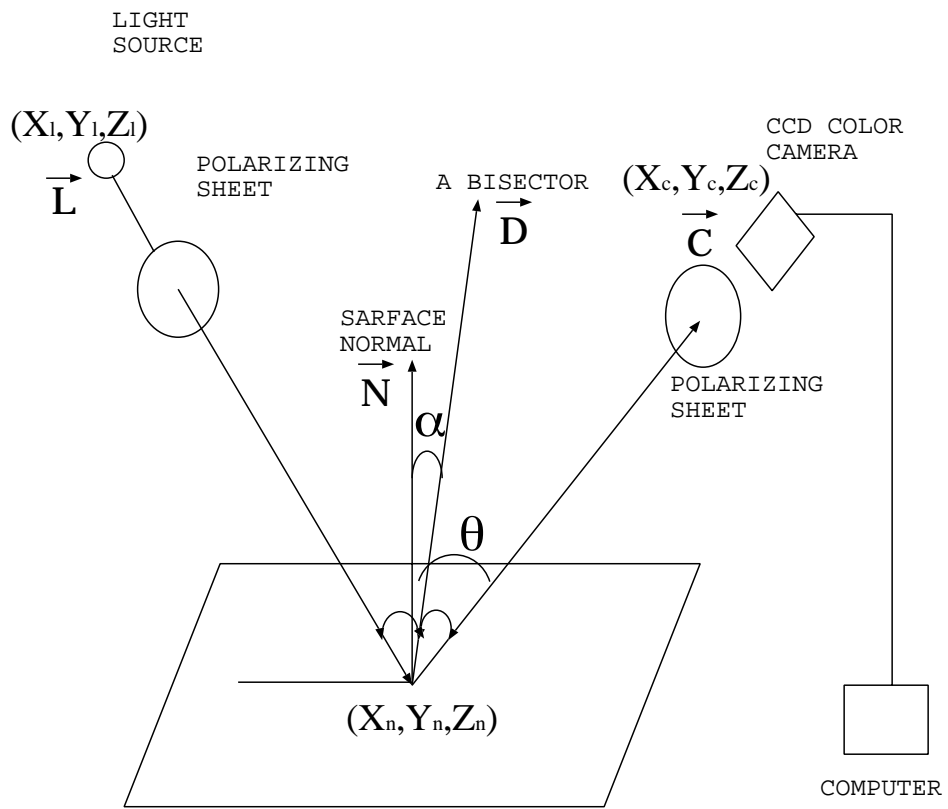 LIGHT
SOURCE
(Xl,Yl,Zl)
L
POLARIZING
SHEET
A BISECTOR
D
CCD COLOR
CAMERA
(Xc,Yc,Zc)
C
SARFACE
NORMAL
N
POLARIZING
SHEET
α
θ
(Xn,Yn,Zn)
COMPUTER